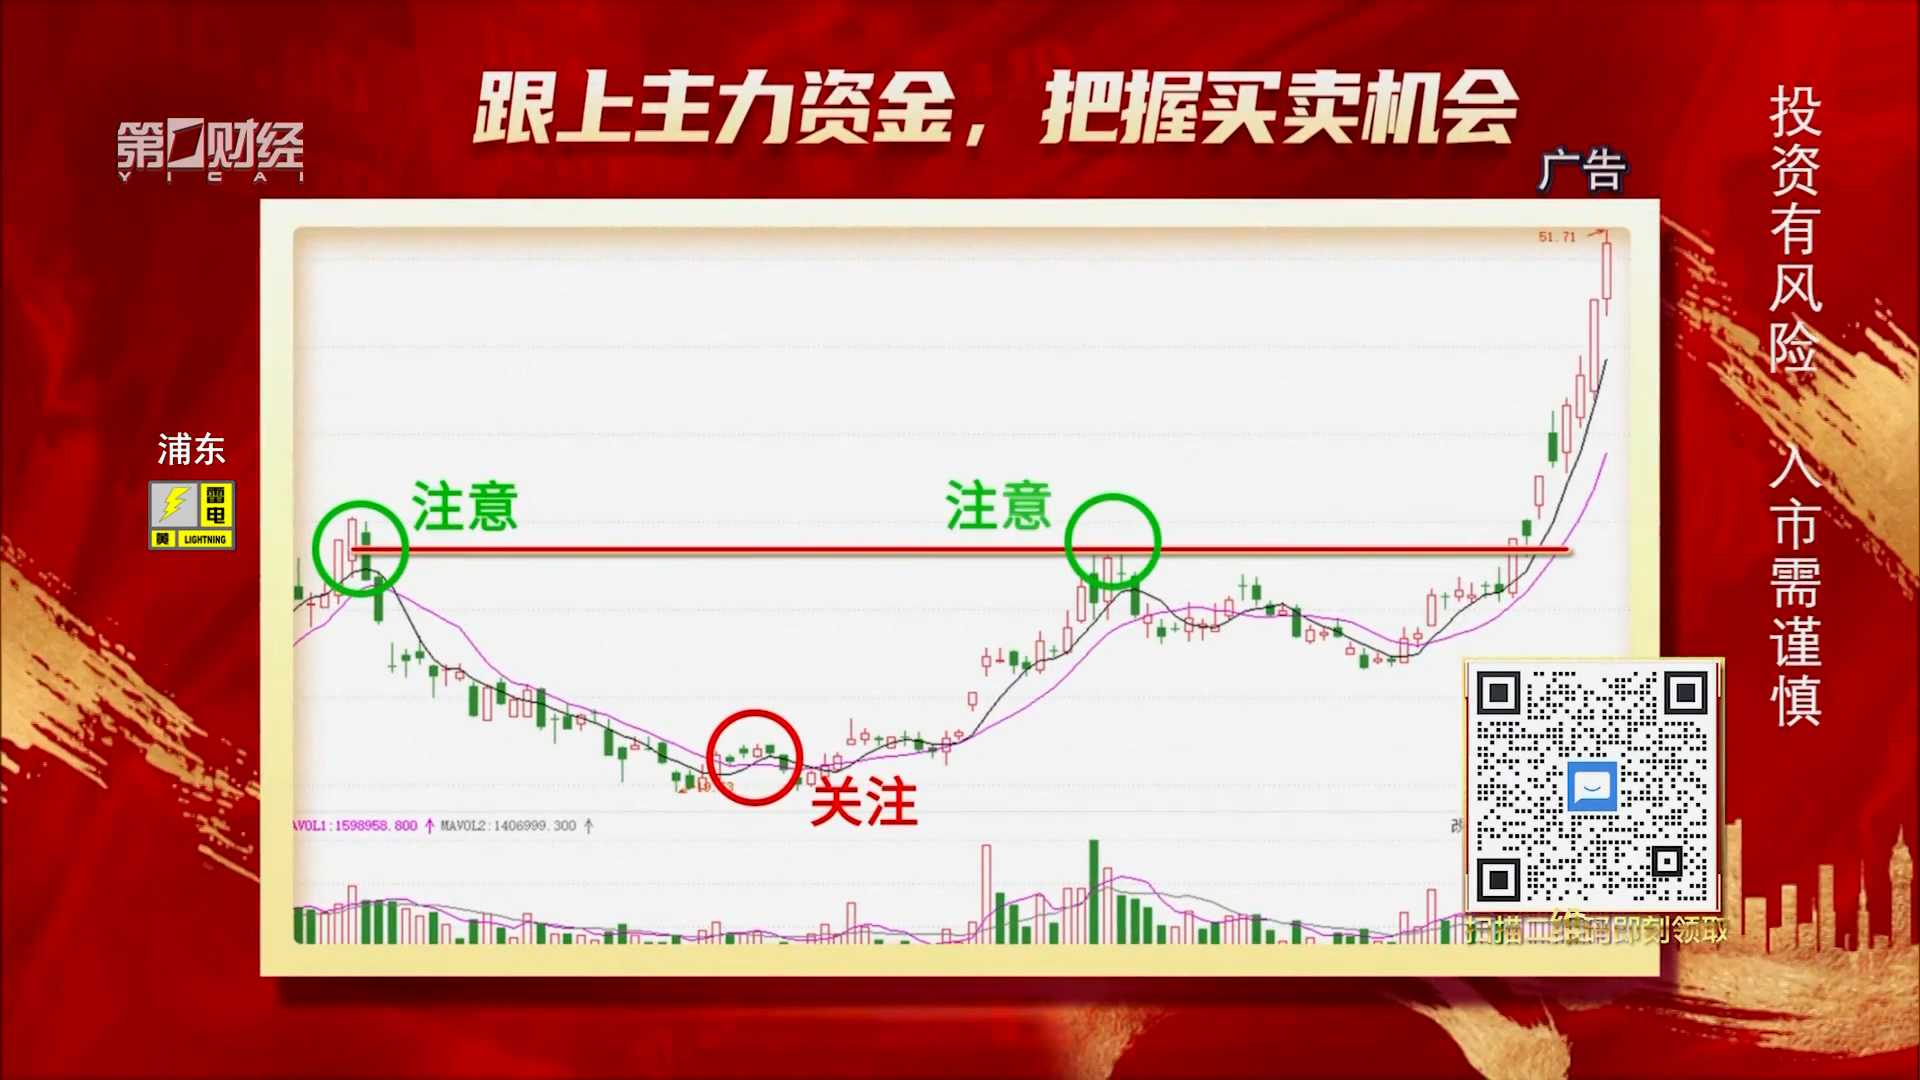 跟上主力资金，把握买卖机会
第一财经
YICAI
广告
投资有风险 入市需谨慎
51.71
浦东
雷电
黄 LIGHTNING
注意
注意
关注
AVOL1:1598958.800 ↑ MAVOL2:1406999.300 ↑
扫描二维码即刻领取